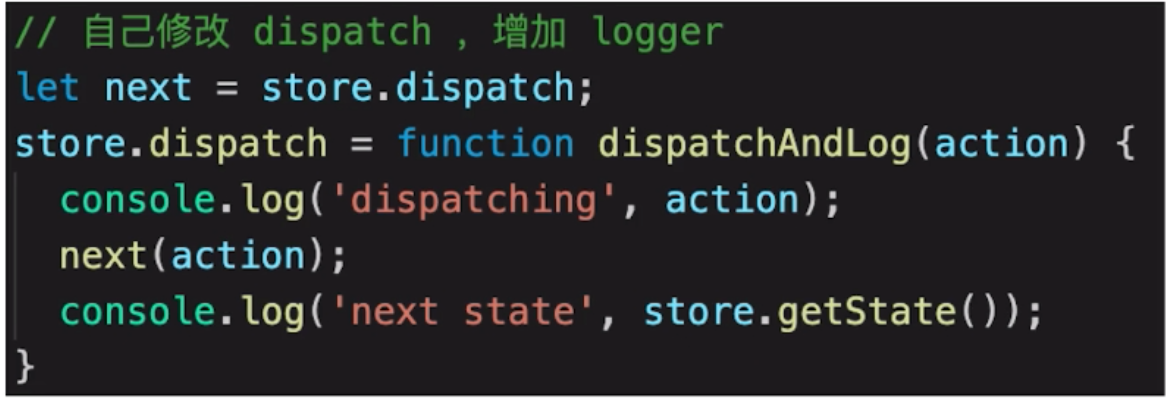 // 自己修改 dispatch ，增加 logger
let next = store.dispatch;
store.dispatch = function dispatchAndLog(action) {
  console.log('dispatching', action);
  next(action);
  console.log('next state', store.getState());
}